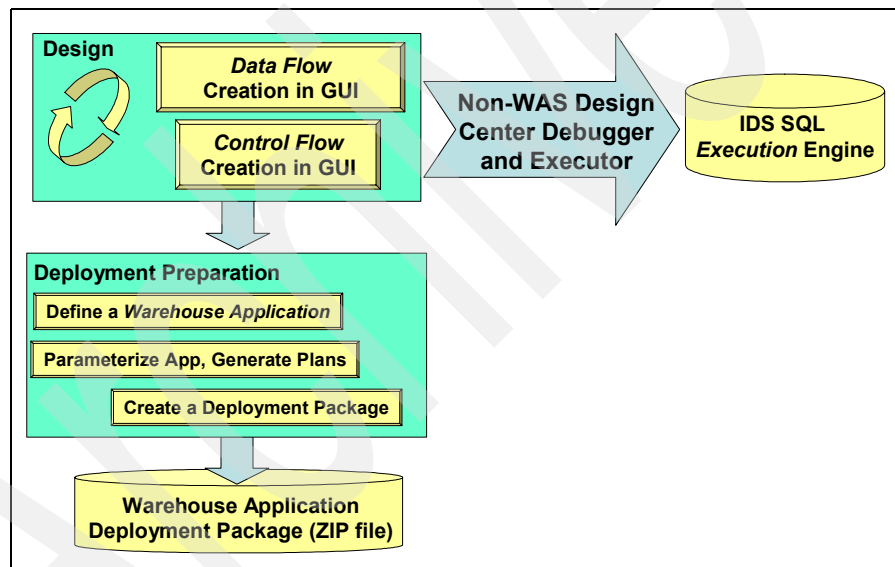 Design
Data Flow
Creation in GUI
Control Flow
Creation in GUI
Non-WAS Design
Center Debugger
and Executor
IDS SQL
Execution Engine
Deployment Preparation
Define a Warehouse Application
Parameterize App, Generate Plans
Create a Deployment Package
Warehouse Application
Deployment Package (ZIP file)